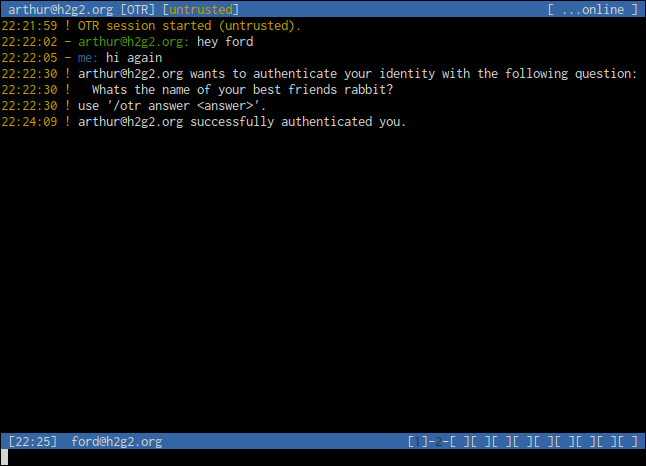 arthur@h2g2.org [OTR] [untrusted] [ ...online ]
22:21:59 ! OTR session started (untrusted).
22:22:02 - arthur@h2g2.org: hey ford
22:22:05 - me: hi again
22:22:30 ! arthur@h2g2.org wants to authenticate your identity with the following question:
22:22:30 !   Whats the name of your best friends rabbit?
22:22:30 ! use '/otr answer <answer>'.
22:24:09 ! arthur@h2g2.org successfully authenticated you.
[22:25]  ford@h2g2.org [1]-2-[ ][ ][ ][ ][ ][ ][ ][ ][ ]